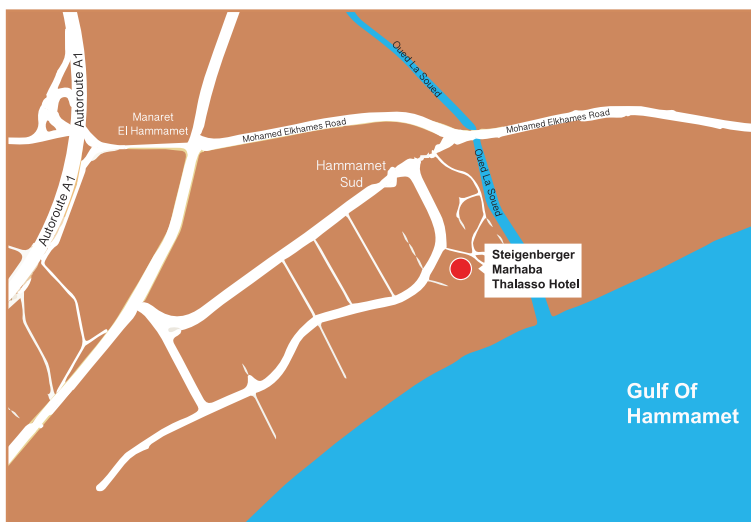 Autoroute A1
Oued La Soued
Manaret
El Hammamet
Mohamed Elkhames Road
Mohamed Elkhames Road
Hammamet
Sud
Oued La Soued
Autoroute A1
Steigenberger
Marhaba
Thalasso Hotel
Gulf Of
Hammamet